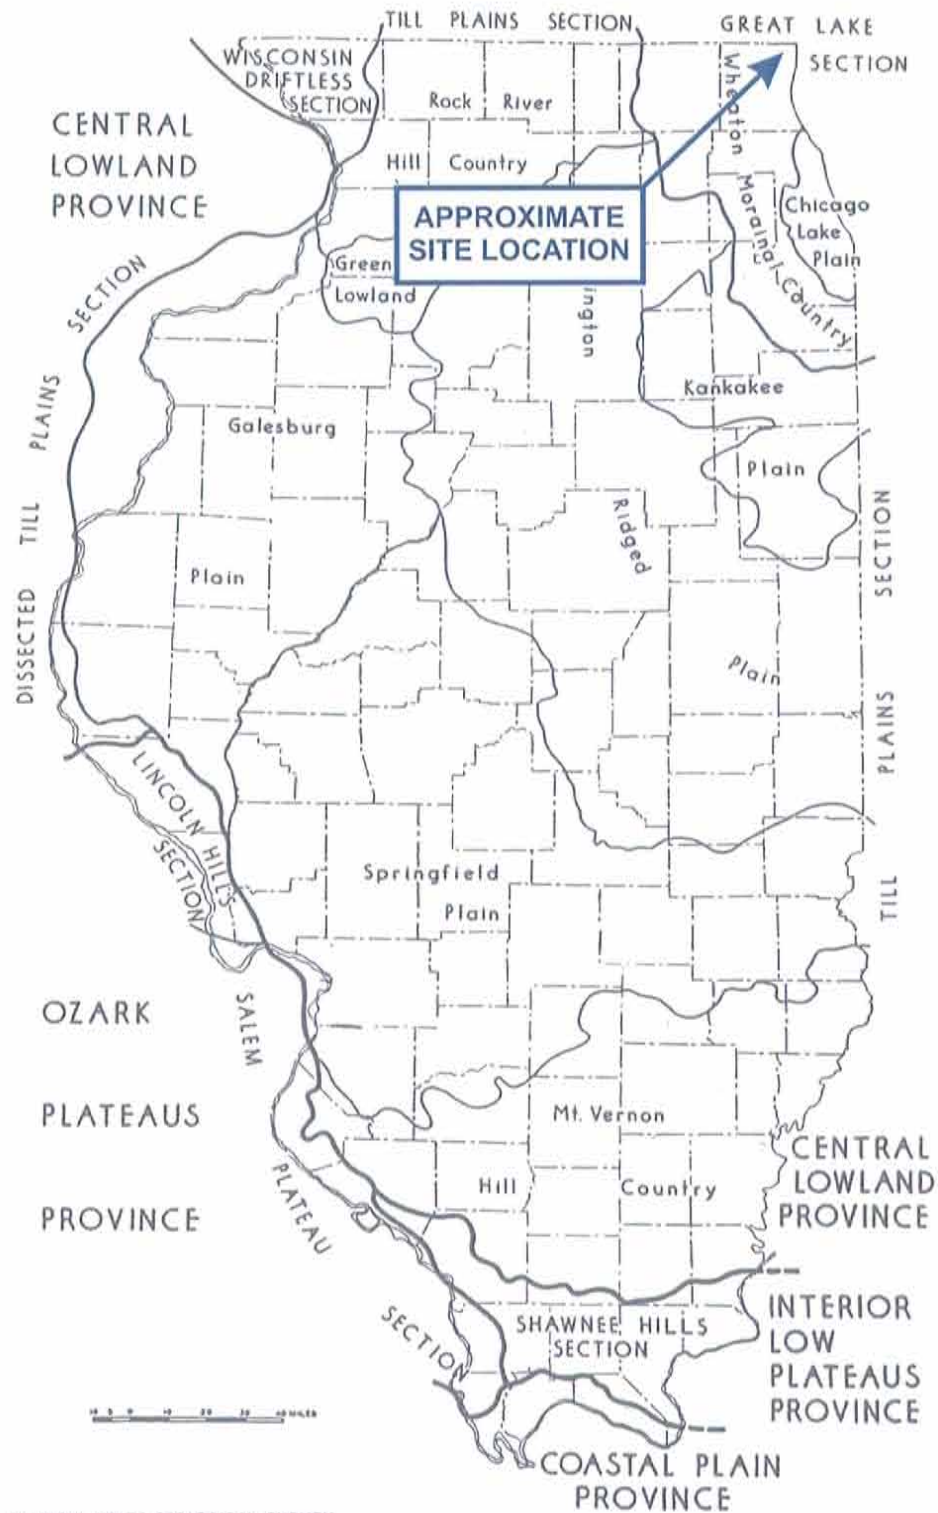 TILL PLAINS SECTION
GREAT LAKE
SECTION
WISCONSIN
DRIFTLESS
SECTION
Rock River
Hill Country
Wheaton
Morainal Country
Chicago
Lake
Plain
CENTRAL
LOWLAND
PROVINCE
APPROXIMATE
SITE LOCATION
Green
Lowland
ington
Kankakee
Plain
DISSECTED TILL PLAINS SECTION
Galesburg
Plain
Ridged
Plain
TILL PLAINS SECTION
LINCOLN HILLS
SECTION
Springfield
Plain
OZARK
PLATEAUS
PROVINCE
SALEM
PLATEAU
SECTION
Mt. Vernon
Hill Country
CENTRAL
LOWLAND
PROVINCE
SHAWNEE HILLS
SECTION
INTERIOR
LOW
PLATEAUS
PROVINCE
COASTAL PLAIN
PROVINCE